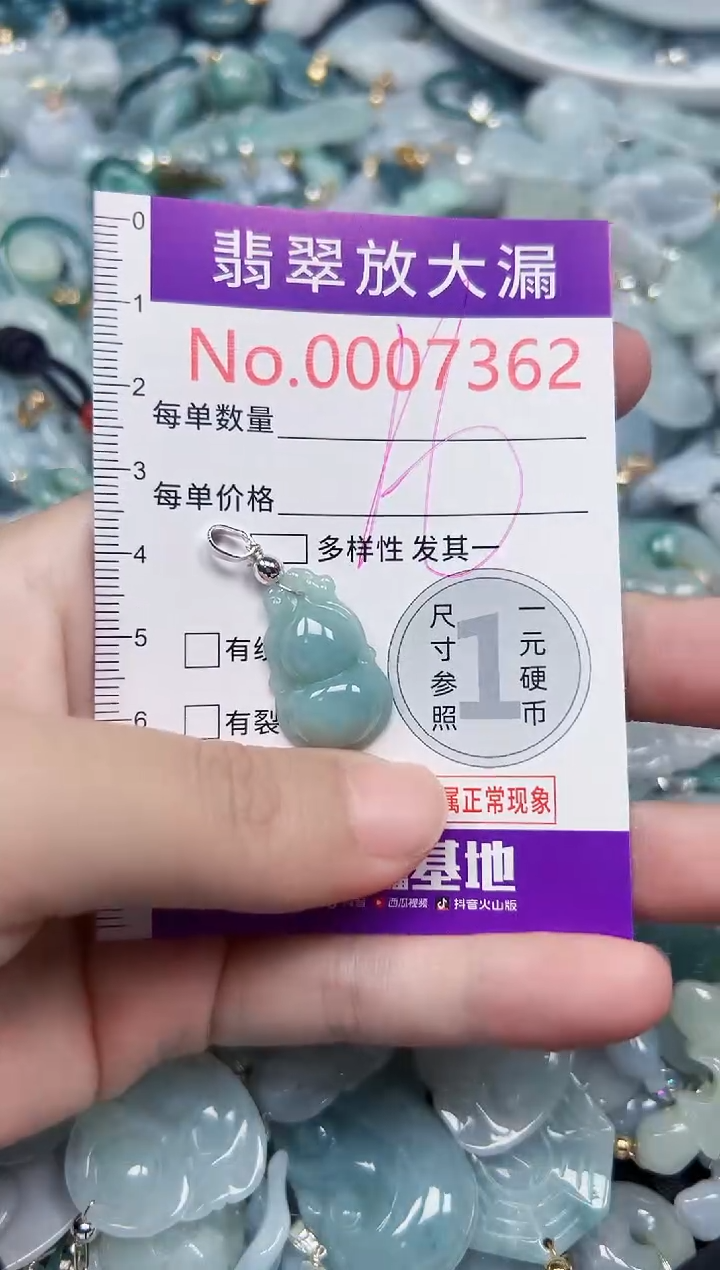 0
翡翠放大漏
1
No.0007362
2
每单数量
3
每单价格
4
多样性 发其一
5
有
尺寸参照
1
一元硬币
6
有裂
属正常现象
基地
西瓜视频 抖音火山版